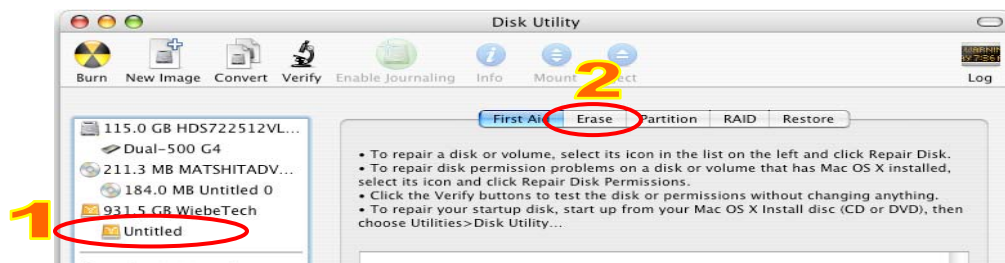 Disk Utility
Burn New Image Convert Verify Enable Journaling Info Mount Log
2
First Aid Erase Partition RAID Restore
115.0 GB HDS722512VL...
Dual-500 G4
211.3 MB MATSHITADV...
184.0 MB Untitled 0
931.5 GB WiebeTech
1
Untitled
• To repair a disk or volume, select its icon in the list on the left and click Repair Disk.
• To repair disk permission problems on a disk or volume that has Mac OS X installed,
select its icon and click Repair Disk Permissions.
• Click the Verify buttons to test the disk or permissions without changing anything.
• To repair your startup disk, start up from your Mac OS X Install disc (CD or DVD), then
choose Utilities>Disk Utility...